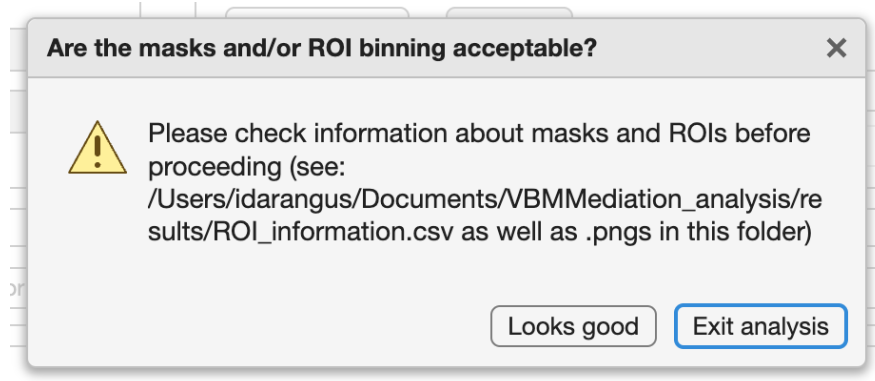 Are the masks and/or ROI binning acceptable?
Please check information about masks and ROIs before
proceeding (see:
/Users/idarangus/Documents/VBMMediation_analysis/re
sults/ROI_information.csv as well as .pngs in this folder)
or
Looks good
Exit analysis